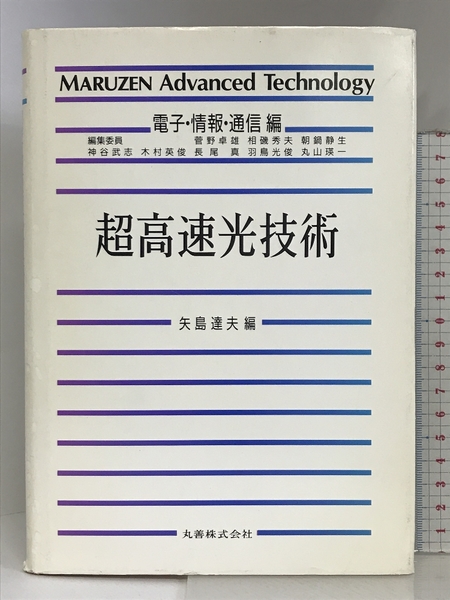 MARUZEN Advanced Technology
電子・情報・通信 編
編集委員 菅野卓雄 相磯秀夫 朝鍋静生
神谷武志 木村英俊 長尾 真 羽鳥光俊 丸山瑛一
超高速光技術
矢島達夫編
丸善株式会社